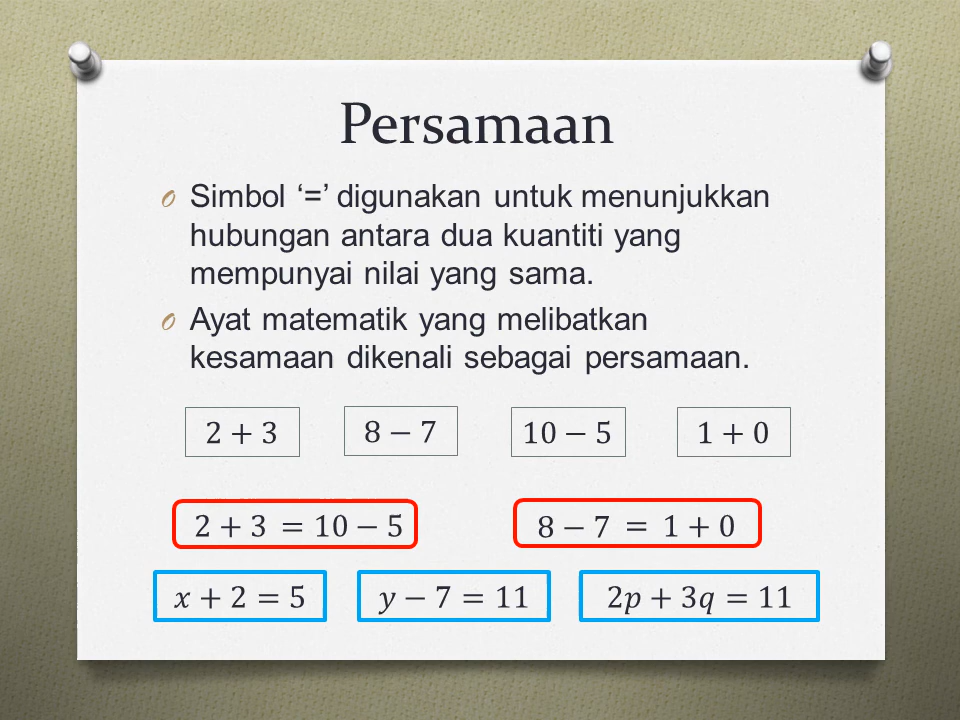 Persamaan
Simbol ‘=’ digunakan untuk menunjukkan
hubungan antara dua kuantiti yang
mempunyai nilai yang sama.
Ayat matematik yang melibatkan
kesamaan dikenali sebagai persamaan.
2 + 3 8 − 7 10 − 5 1 + 0
2 + 3 = 10 − 5 8 − 7 = 1 + 0
𝑥 + 2 = 5 𝑦 − 7 = 11 2𝑝 + 3𝑞 = 11